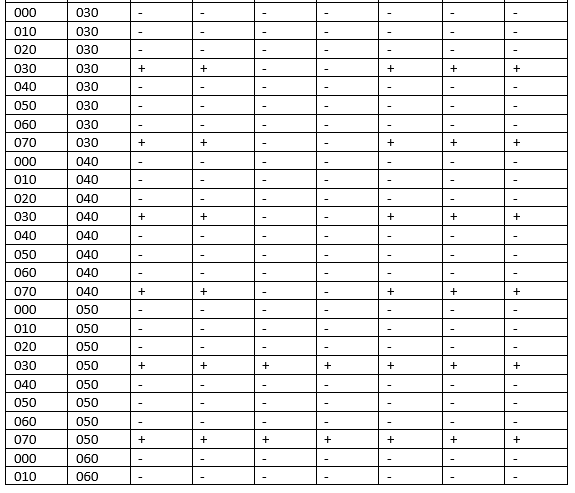 000 030 - - - - - - -
010 030 - - - - - - -
020 030 - - - - - - -
030 030 + + - - + + +
040 030 - - - - - - -
050 030 - - - - - - -
060 030 - - - - - - -
070 030 + + - - + + +
000 040 - - - - - - -
010 040 - - - - - - -
020 040 - - - - - - -
030 040 + + - - + + +
040 040 - - - - - - -
050 040 - - - - - - -
060 040 - - - - - - -
070 040 + + - - + + +
000 050 - - - - - - -
010 050 - - - - - - -
020 050 - - - - - - -
030 050 + + + + + + +
040 050 - - - - - - -
050 050 - - - - - - -
060 050 - - - - - - -
070 050 + + + + + + +
000 060 - - - - - - -
010 060 - - - - - - -